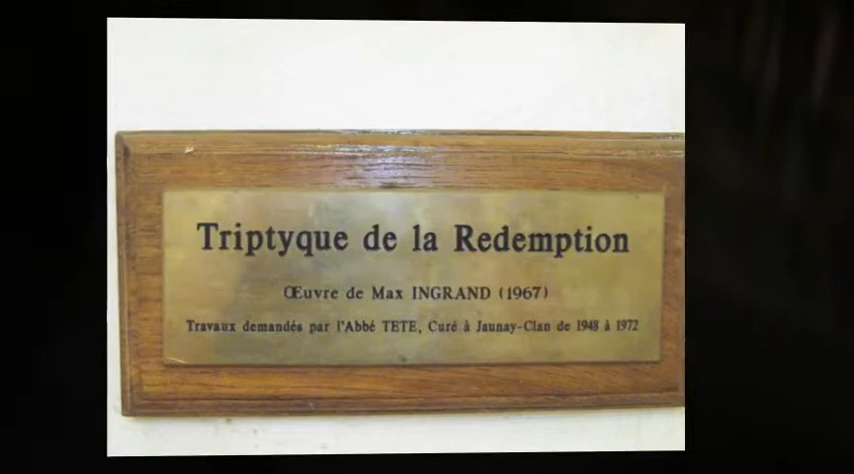 Triptyque de la Redemption
Œuvre de Max INGRAND (1967)
Travaux demandés par l'Abbé TETE, Curé à Jaunay-Clan de 1948 à 1972